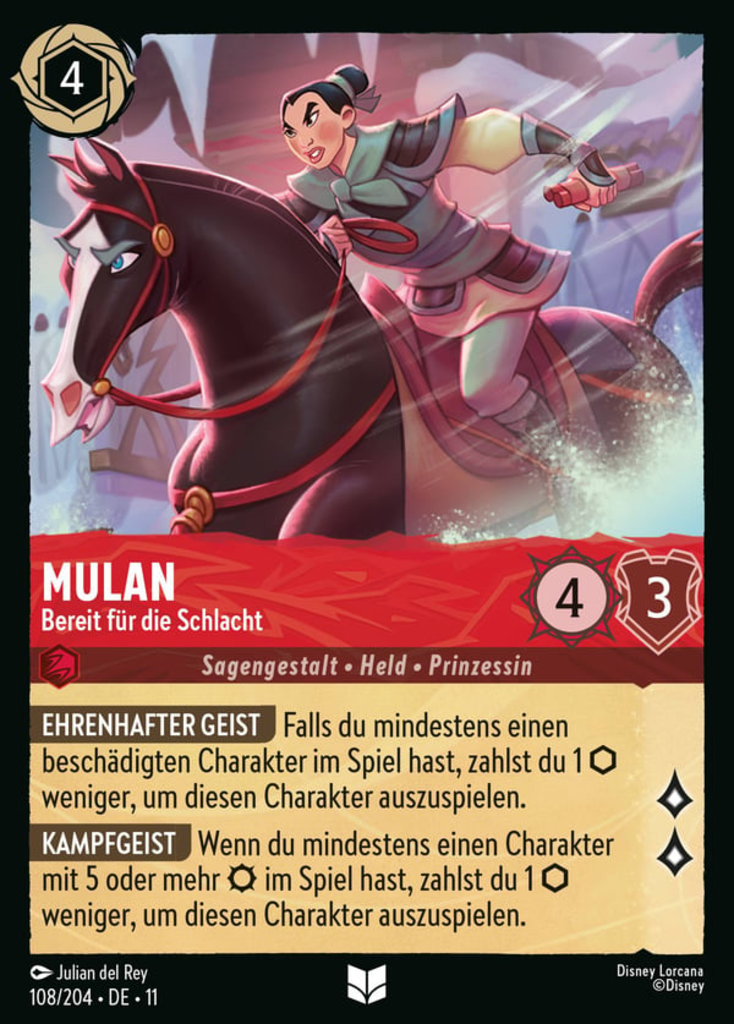 4
MULAN
Bereit für die Schlacht
4 3
Sagengestalt • Held • Prinzessin
EHRENHAFTER GEIST Falls du mindestens einen
beschädigten Charakter im Spiel hast, zahlst du 1 ⬡
weniger, um diesen Charakter auszuspielen.
KAMPFGEIST Wenn du mindestens einen Charakter
mit 5 oder mehr ¤ im Spiel hast, zahlst du 1 ⬡
weniger, um diesen Charakter auszuspielen.
Julian del Rey
108/204 • DE • 11
Disney Lorcana
©Disney